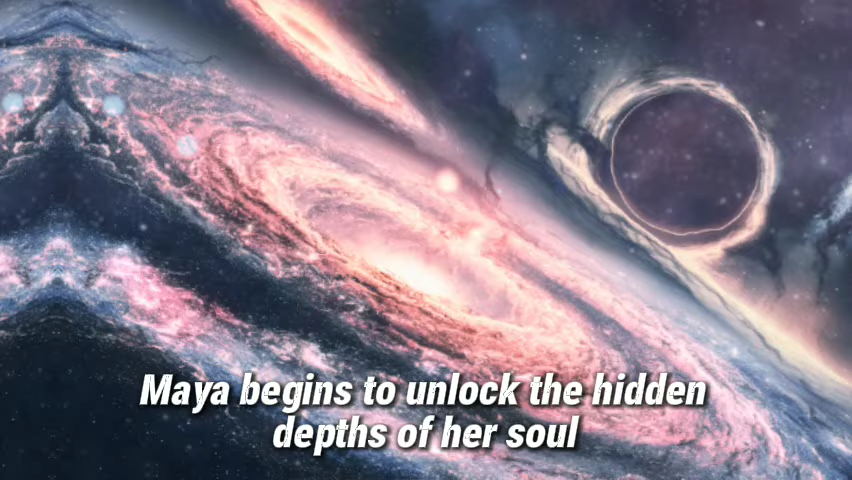 Maya begins to unlock the hidden
depths of her soul